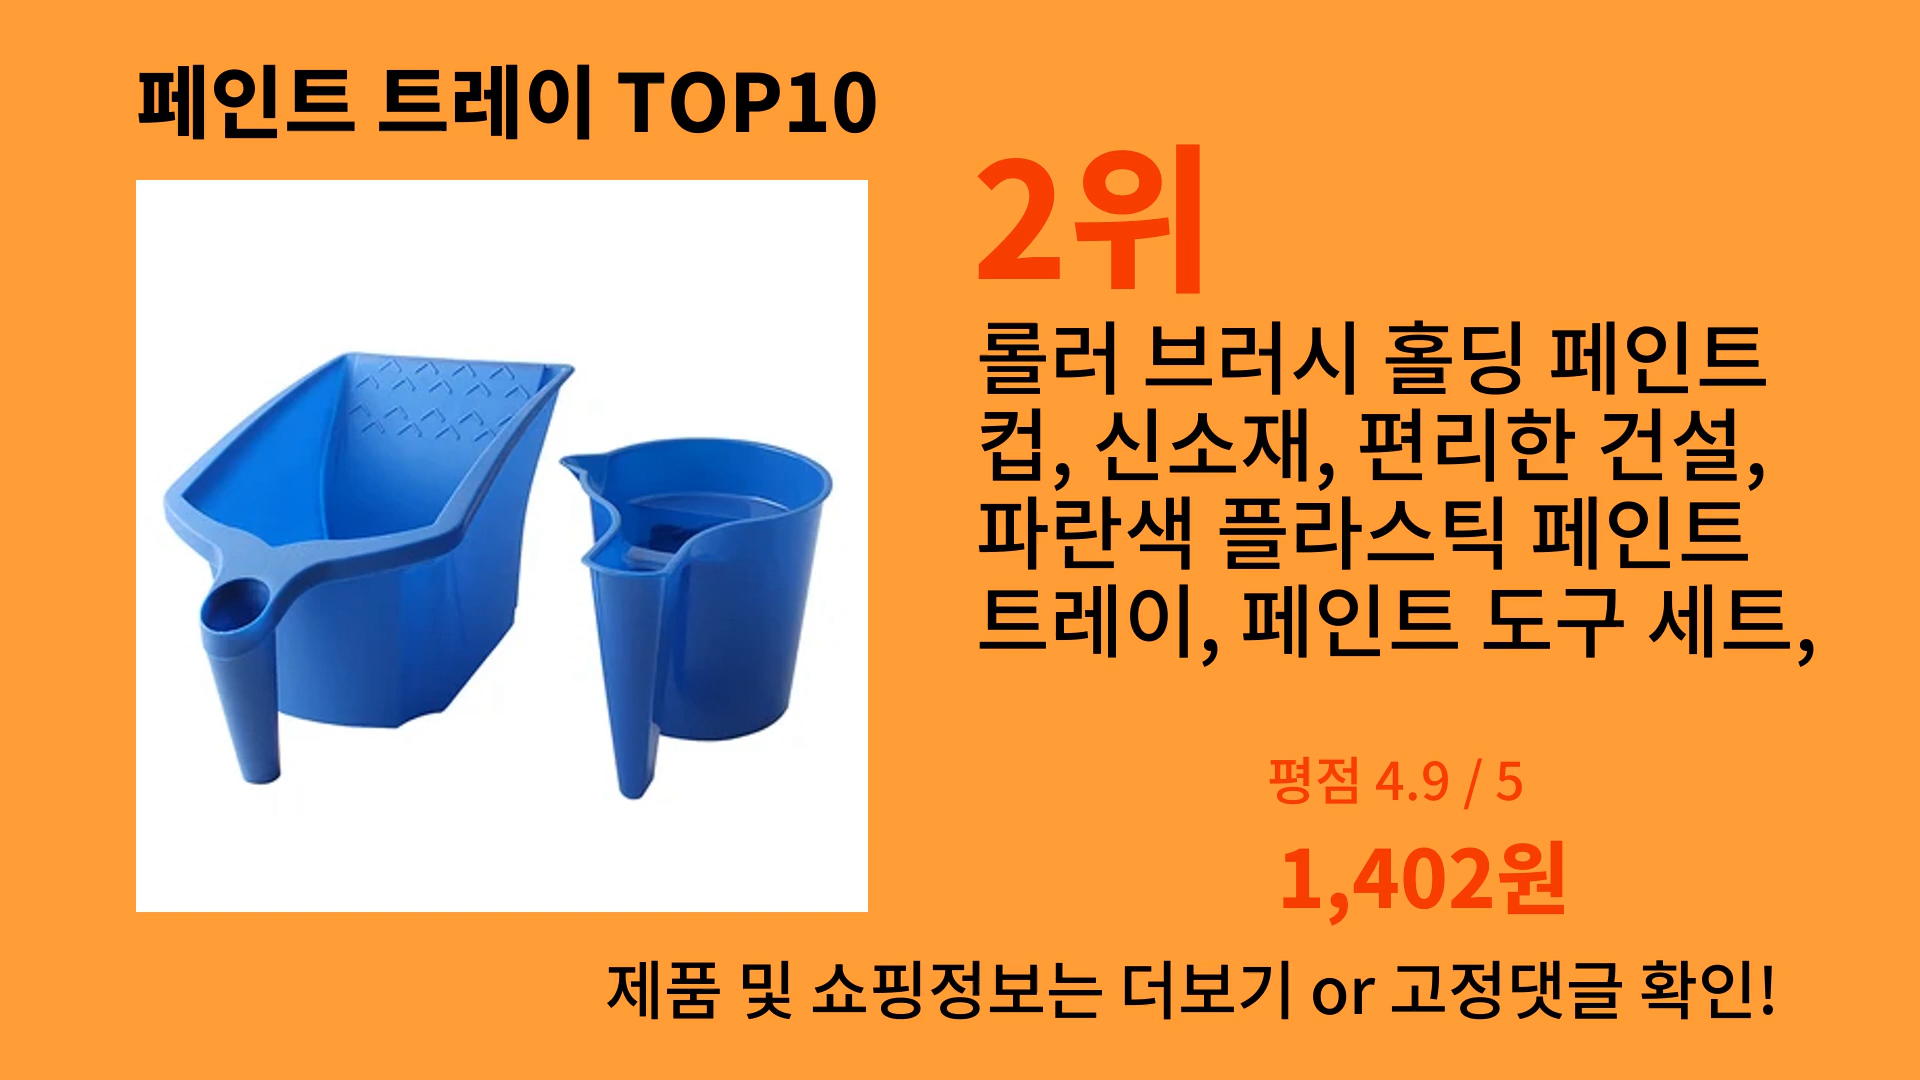 페인트 트레이 TOP10
2위
롤러 브러시 홀딩 페인트
컵, 신소재, 편리한 건설,
파란색 플라스틱 페인트
트레이, 페인트 도구 세트,
평점 4.9 / 5
1,402원
제품 및 쇼핑정보는 더보기 or 고정댓글 확인!